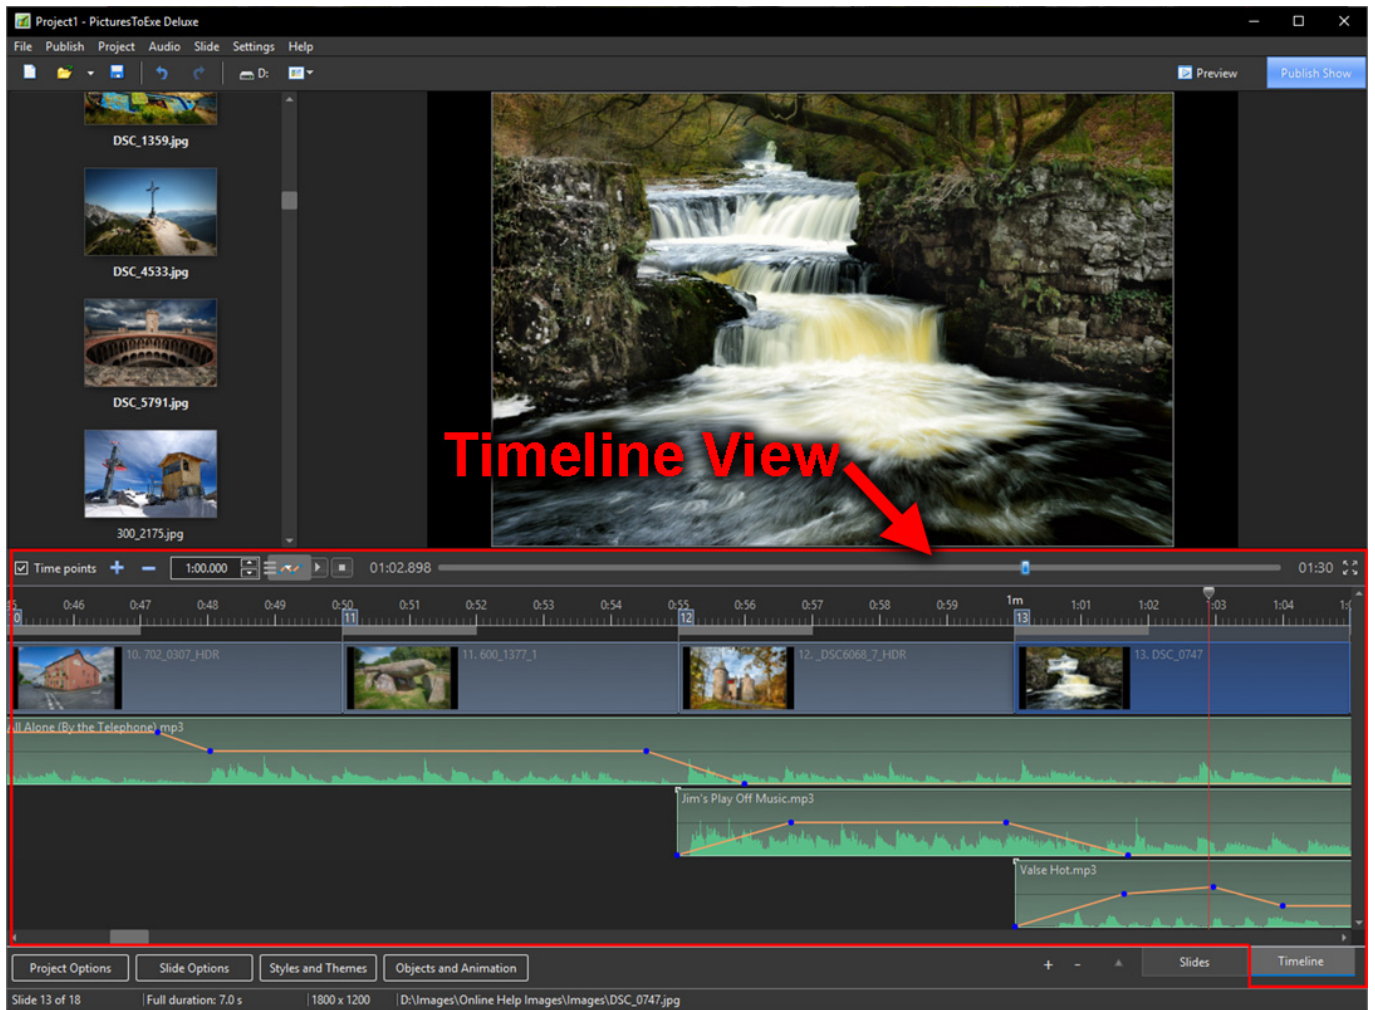 Project1 - PicturesToExe Deluxe
File Publish Project Audio Slide Settings Help
D: Preview Publish Show
DSC_1359.jpg
DSC_4533.jpg
DSC_5791.jpg
300_2175.jpg
Timeline View
Time points 1:00.000 01:02.898 01:30
0:46 0:47 0:48 0:49 0:50 0:51 0:52 0:53 0:54 0:55 0:56 0:57 0:58 0:59 1m 1:01 1:02 1:03 1:04
11 12 13
10. 702_0307_HDR 11. 600_1377_1 12. _DSC6068_7_HDR 13. DSC_0747
All Alone (By the Telephone).mp3
Jim's Play Off Music.mp3
Valse Hot.mp3
Project Options Slide Options Styles and Themes Objects and Animation + - Slides Timeline
Slide 13 of 18 Full duration: 7.0 s 1800 x 1200 D:\Images\Online Help Images\Images\DSC_0747.jpg